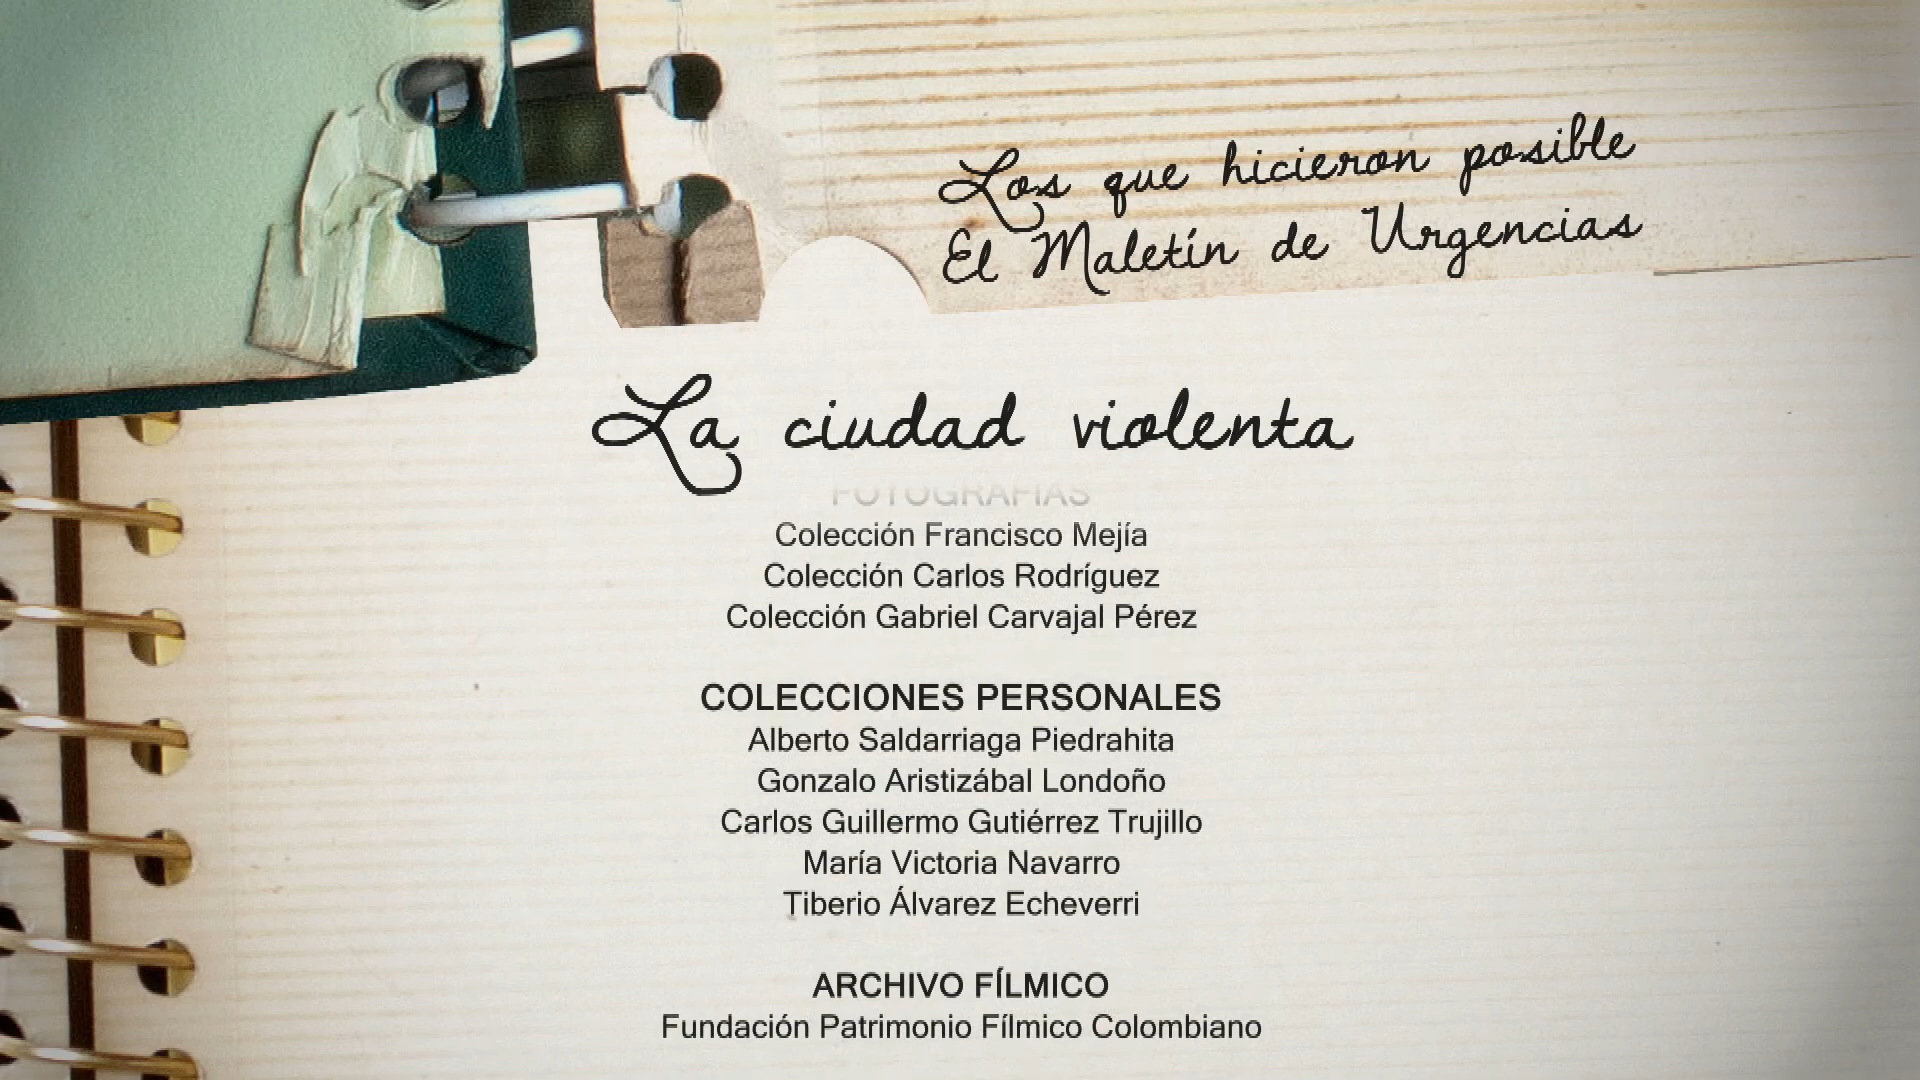 Los que hicieron posible
El Maletín de Urgencias
La ciudad violenta
FOTOGRAFÍAS
Colección Francisco Mejía
Colección Carlos Rodríguez
Colección Gabriel Carvajal Pérez
COLECCIONES PERSONALES
Alberto Saldarriaga Piedrahita
Gonzalo Aristizábal Londoño
Carlos Guillermo Gutiérrez Trujillo
María Victoria Navarro
Tiberio Álvarez Echeverri
ARCHIVO FÍLMICO
Fundación Patrimonio Fílmico Colombiano